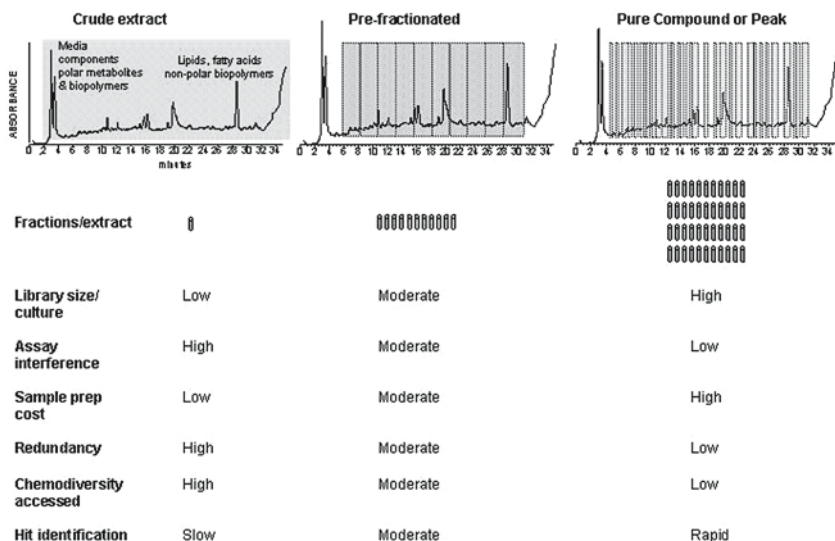 Crude extract
Pre-fractionated
Pure Compound or Peak
ABSORBANCE
Media
components
polar metabolites
& biopolymers
Lipids, fatty acids
non-polar biopolymers
0 2 4 6 8 10 12 14 16 18 20 22 24 26 28 30 32 34
minutes
0 2 4 6 8 10 12 14 16 18 20 22 24 26 28 30 32 34
0 2 4 6 8 10 12 14 16 18 20 22 24 26 28 30 32 34
Fractions/extract
Library size/ Low Moderate High
culture
Assay High Moderate Low
interference
Sample prep Low Moderate High
cost
Redundancy High Moderate Low
Chemodiversity High Moderate Low
accessed
Hit identification Slow Moderate Rapid